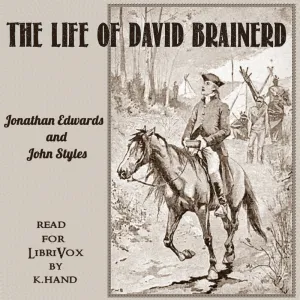 THE LIFE OF DAVID BRAINERD
Jonathan Edwards
and
John Styles
READ
FOR
LIBRIVOX
BY
K.HAND